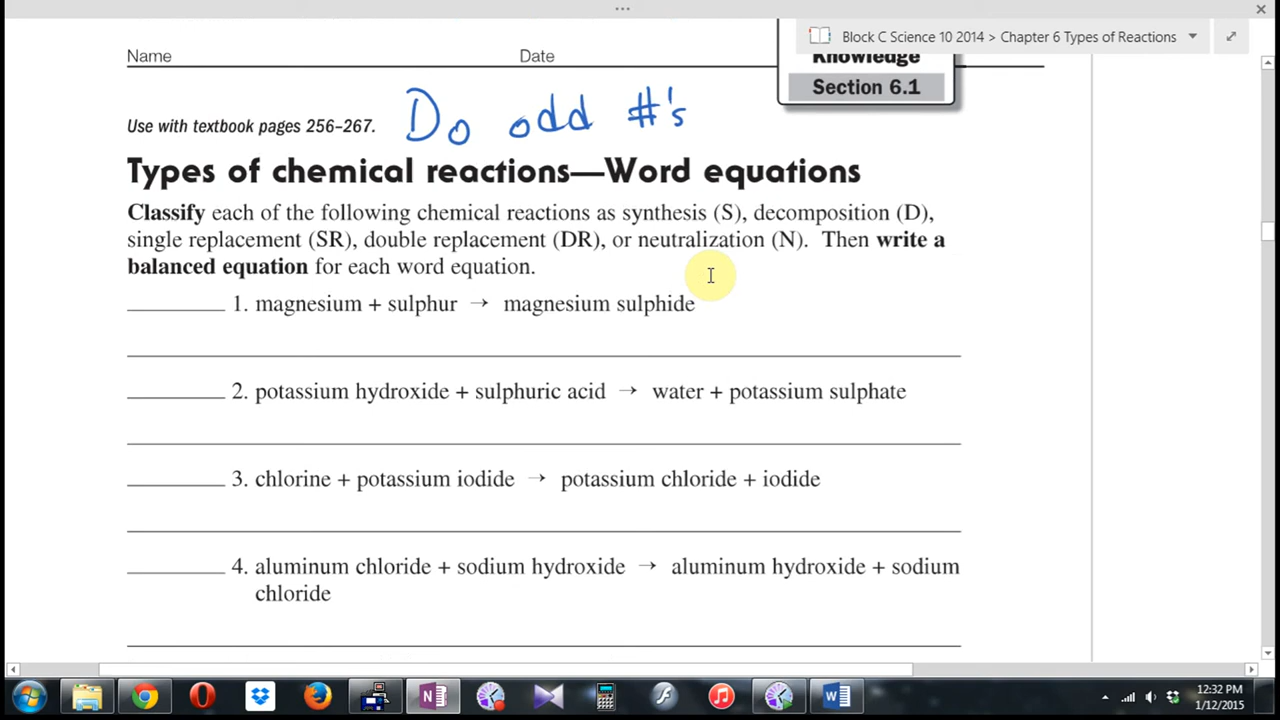 Block C Science 10 2014 > Chapter 6 Types of Reactions
Name Date
Knowledge
Section 6.1
Use with textbook pages 256–267.
Do odd #'s
Types of chemical reactions—Word equations
Classify each of the following chemical reactions as synthesis (S), decomposition (D),
single replacement (SR), double replacement (DR), or neutralization (N). Then write a
balanced equation for each word equation.
1. magnesium + sulphur → magnesium sulphide
2. potassium hydroxide + sulphuric acid → water + potassium sulphate
3. chlorine + potassium iodide → potassium chloride + iodide
4. aluminum chloride + sodium hydroxide → aluminum hydroxide + sodium
chloride
12:32 PM
1/12/2015